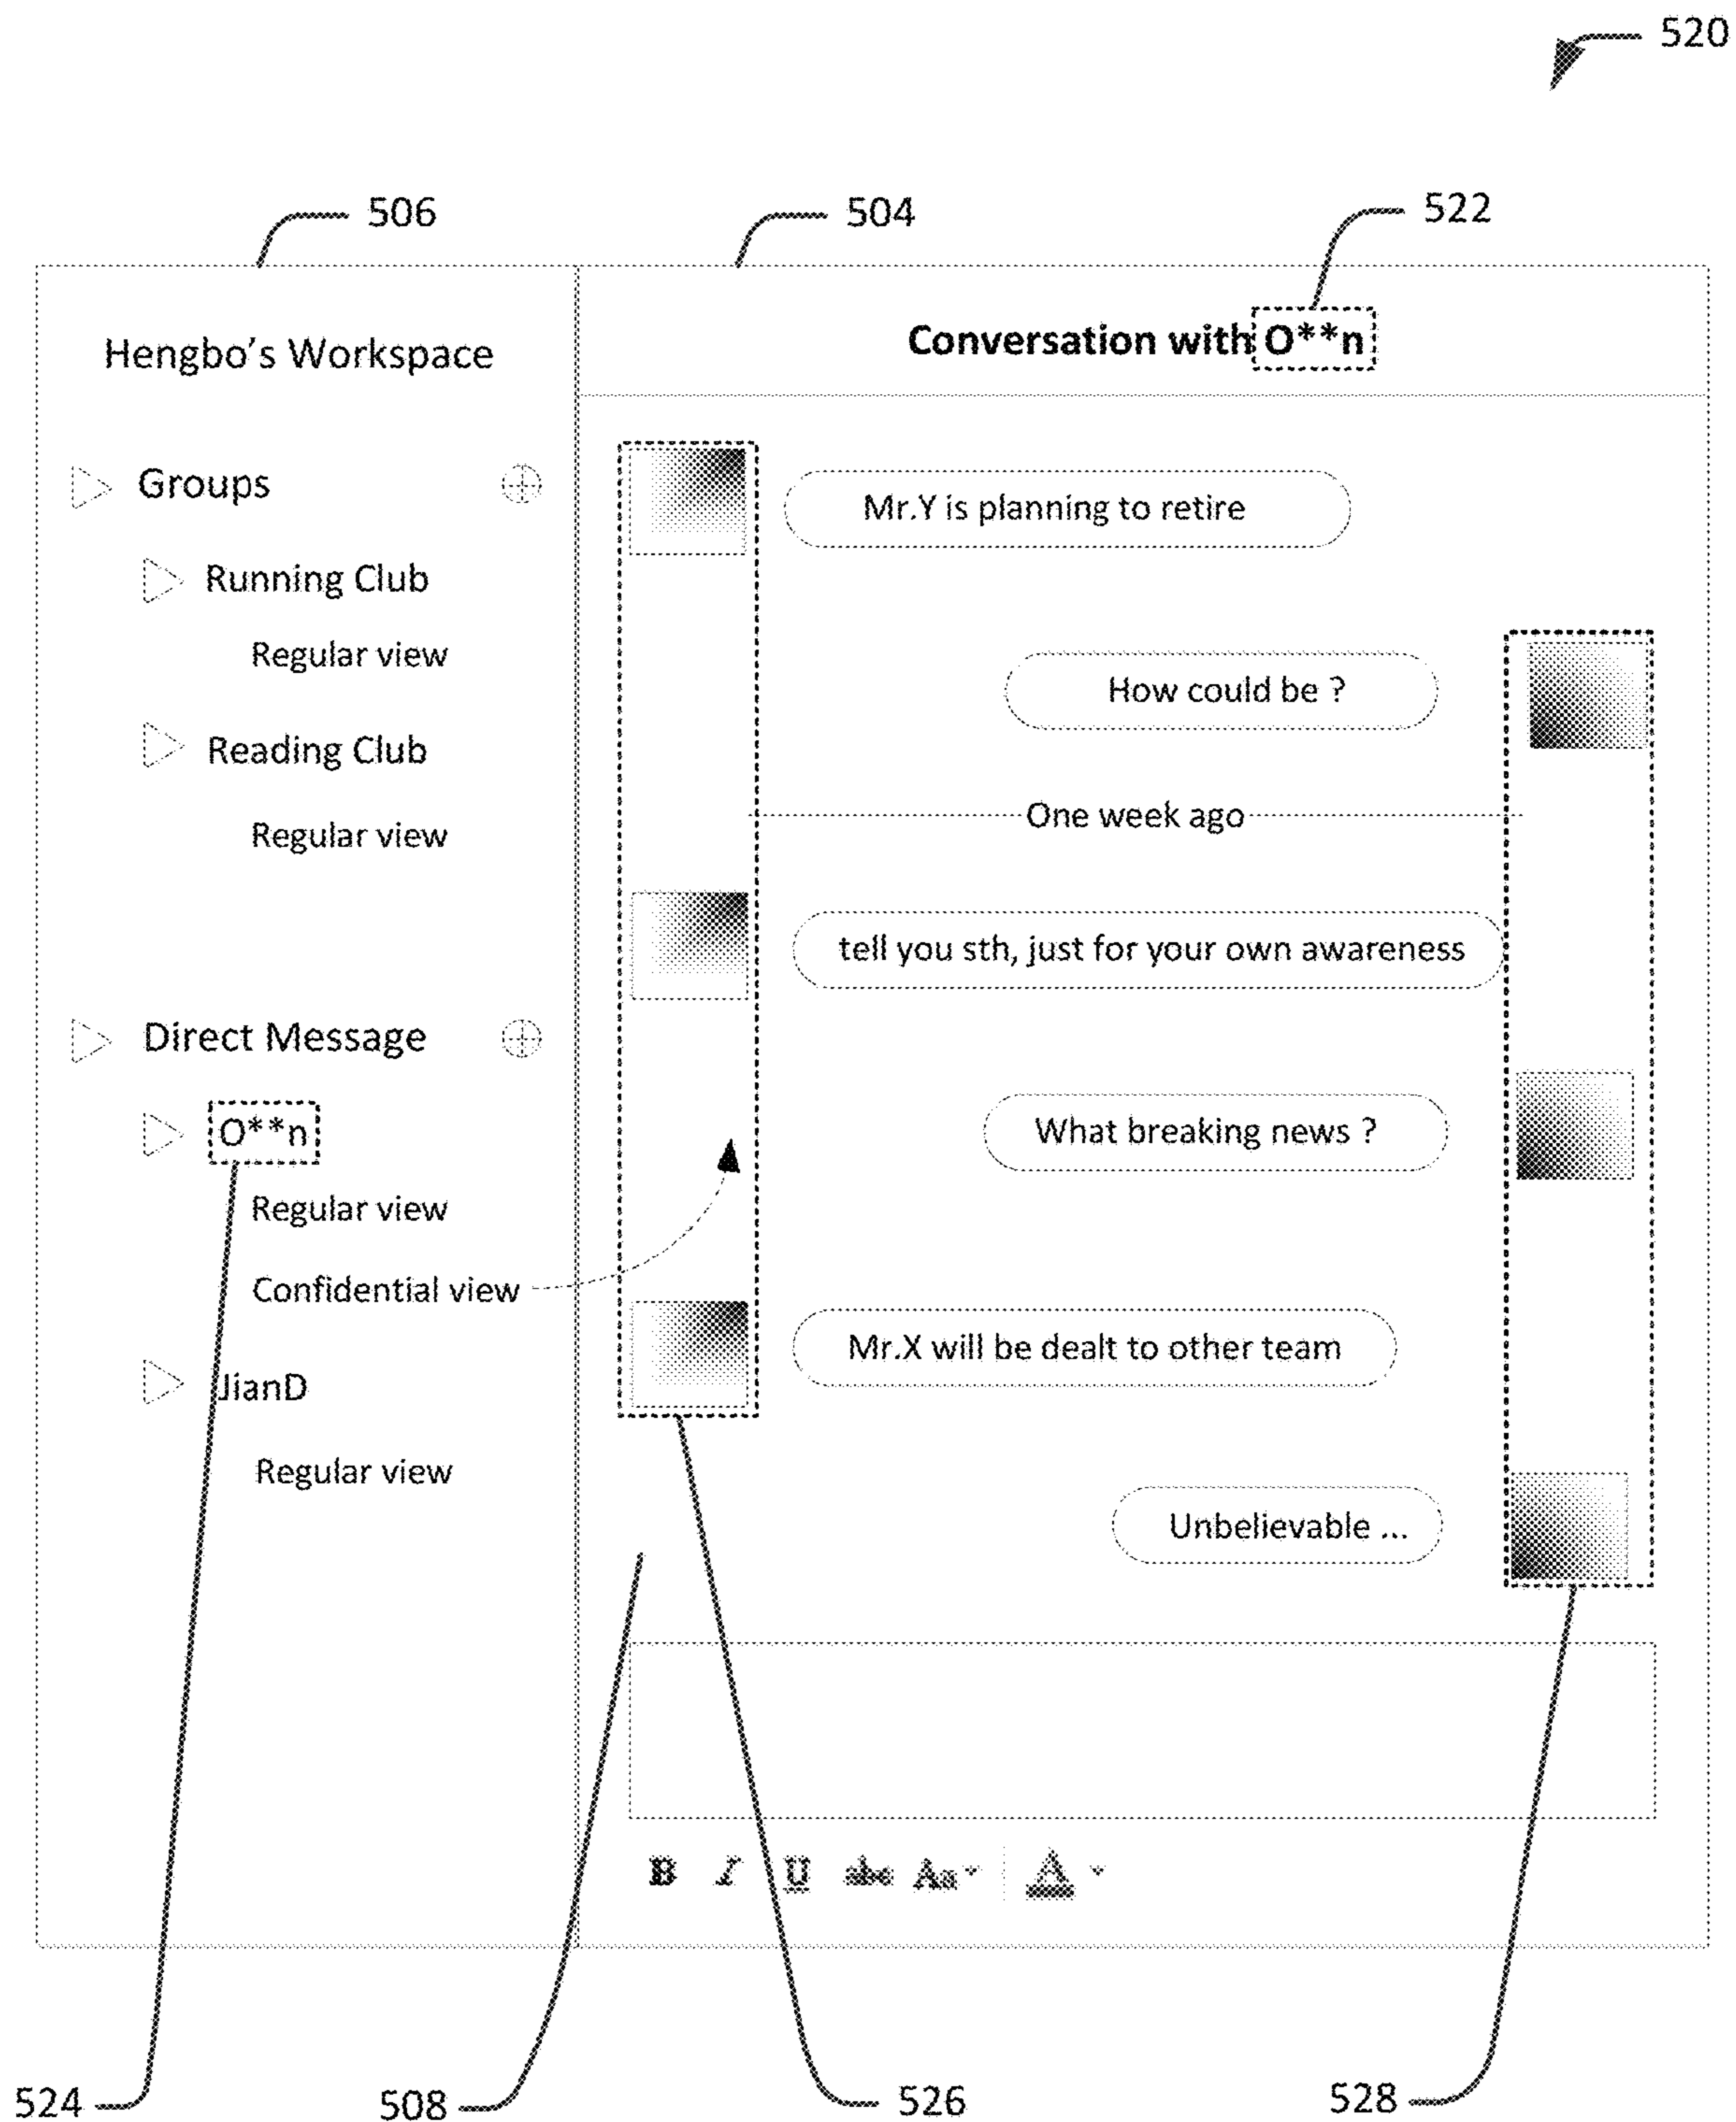 520
506
504
522
Hengbo's Workspace
Groups
Running Club
Regular view
Reading Club
Regular view
Direct Message
O**n
Regular view
Confidential view
JianD
Regular view
Conversation with O**n
Mr.Y is planning to retire
How could be ?
One week ago
tell you sth, just for your own awareness
What breaking news ?
Mr.X will be dealt to other team
Unbelievable ...
B I U abc Aa A
524
508
526
528